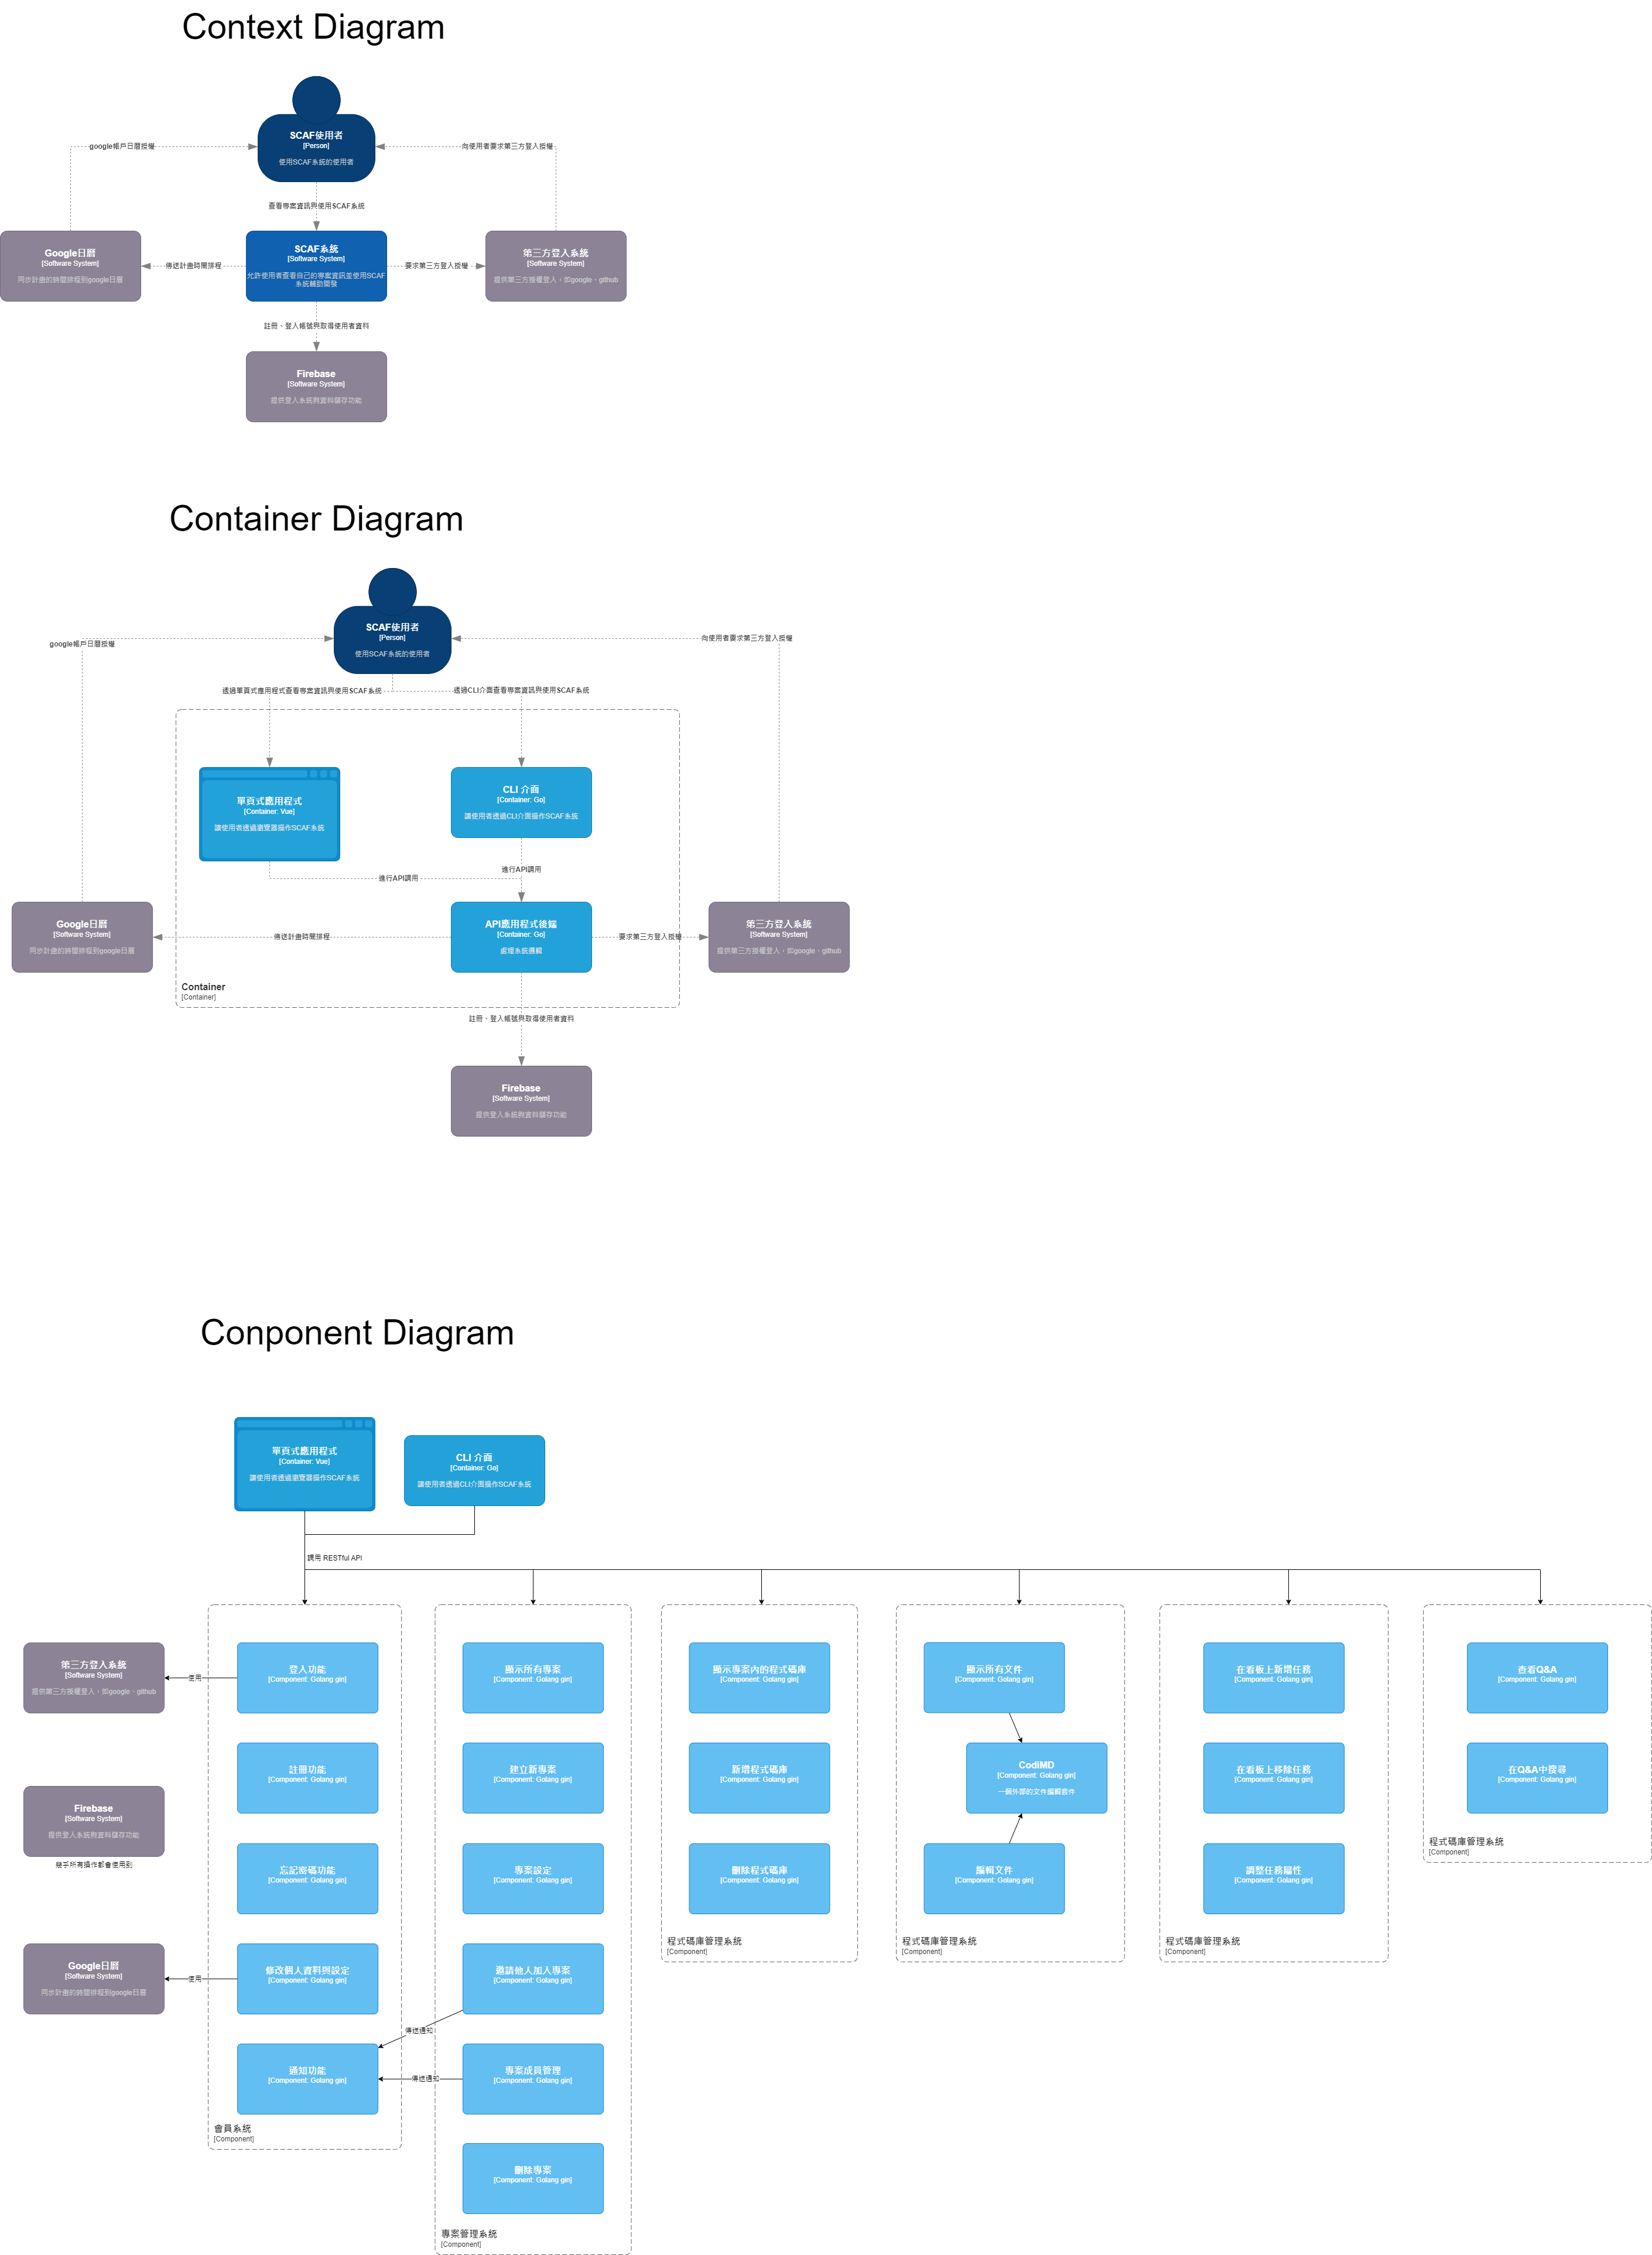 Context Diagram
SCAF使用者
[Person]
使用SCAF系統的使用者
google帳戶日曆授權
向使用者要求第三方登入授權
查看專案資訊與使用SCAF系統
Google日曆
[Software System]
同步計畫的時間排程到google日曆
傳送計畫時間排程
SCAF系統
[Software System]
允許使用者查看自己的專案資訊並使用SCAF
系統輔助開發
要求第三方登入授權
第三方登入系統
[Software System]
提供第三方授權登入，如google、github
註冊、登入帳號與取得使用者資料
Firebase
[Software System]
提供登入系統與資料儲存功能
Container Diagram
SCAF使用者
[Person]
使用SCAF系統的使用者
google帳戶日曆授權
向使用者要求第三方登入授權
透過單頁式應用程式查看專案資訊與使用SCAF系統
透過CLI介面查看專案資訊與使用SCAF系統
單頁式應用程式
[Container: Vue]
讓使用者透過瀏覽器操作SCAF系統
CLI 介面
[Container: Go]
讓使用者透過CLI介面操作SCAF系統
進行API調用
進行API調用
Google日曆
[Software System]
同步計畫的時間排程到google日曆
傳送計畫時間排程
API應用程式後端
[Container: Go]
處理系統邏輯
要求第三方登入授權
第三方登入系統
[Software System]
提供第三方授權登入，如google、github
Container
[Container]
註冊、登入帳號與取得使用者資料
Firebase
[Software System]
提供登入系統與資料儲存功能
Conponent Diagram
單頁式應用程式
[Container: Vue]
讓使用者透過瀏覽器操作SCAF系統
CLI 介面
[Container: Go]
讓使用者透過CLI介面操作SCAF系統
調用 RESTful API
第三方登入系統
[Software System]
提供第三方授權登入，如google、github
使用
Firebase
[Software System]
提供登入系統與資料儲存功能
幾乎所有操作都會使用到
Google日曆
[Software System]
同步計畫的時間排程到google日曆
使用
登入功能
[Component: Golang gin]
註冊功能
[Component: Golang gin]
忘記密碼功能
[Component: Golang gin]
修改個人資料與設定
[Component: Golang gin]
通知功能
[Component: Golang gin]
會員系統
[Component]
傳送通知
傳送通知
顯示所有專案
[Component: Golang gin]
建立新專案
[Component: Golang gin]
專案設定
[Component: Golang gin]
邀請他人加入專案
[Component: Golang gin]
專案成員管理
[Component: Golang gin]
刪除專案
[Component: Golang gin]
專案管理系統
[Component]
顯示專案內的程式碼庫
[Component: Golang gin]
新增程式碼庫
[Component: Golang gin]
刪除程式碼庫
[Component: Golang gin]
程式碼庫管理系統
[Component]
顯示所有文件
[Component: Golang gin]
CodiMD
[Component: Golang gin]
一個外部的文件編輯套件
編輯文件
[Component: Golang gin]
程式碼庫管理系統
[Component]
在看板上新增任務
[Component: Golang gin]
在看板上移除任務
[Component: Golang gin]
調整任務屬性
[Component: Golang gin]
程式碼庫管理系統
[Component]
查看Q&A
[Component: Golang gin]
在Q&A中搜尋
[Component: Golang gin]
程式碼庫管理系統
[Component]